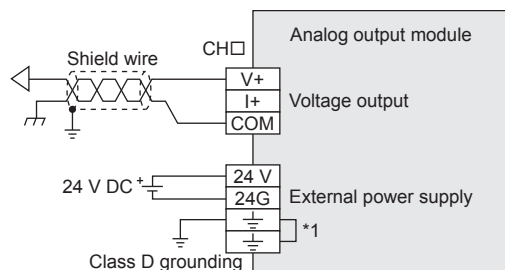 Analog output module
CH□
Shield wire
V+
I+
COM
Voltage output
24 V DC
+
24 V
24G
External power supply
*1
Class D grounding